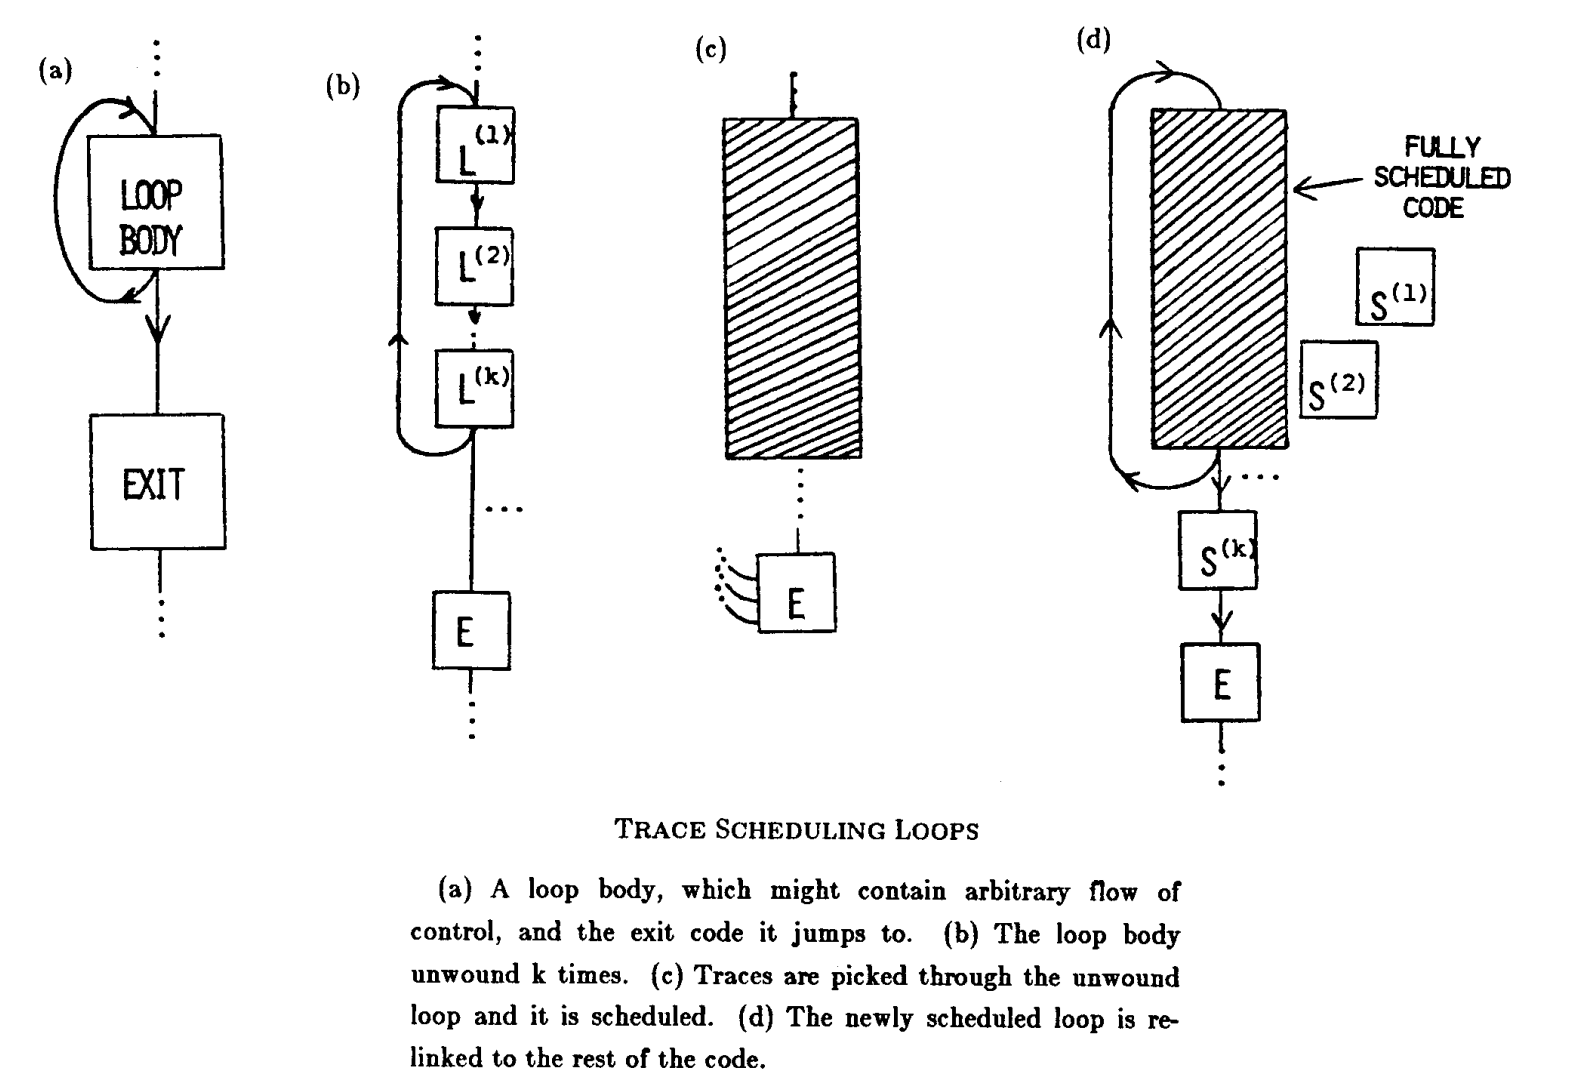 (a)
LOOP
BODY
EXIT
(b)
L(1)
L(2)
L(k)
E
(c)
E
(d)
FULLY
SCHEDULED
CODE
S(1)
S(2)
S(k)
E
TRACE SCHEDULING LOOPS
(a) A loop body, which might contain arbitrary flow of
control, and the exit code it jumps to. (b) The loop body
unwound k times. (c) Traces are picked through the unwound
loop and it is scheduled. (d) The newly scheduled loop is re-
linked to the rest of the code.